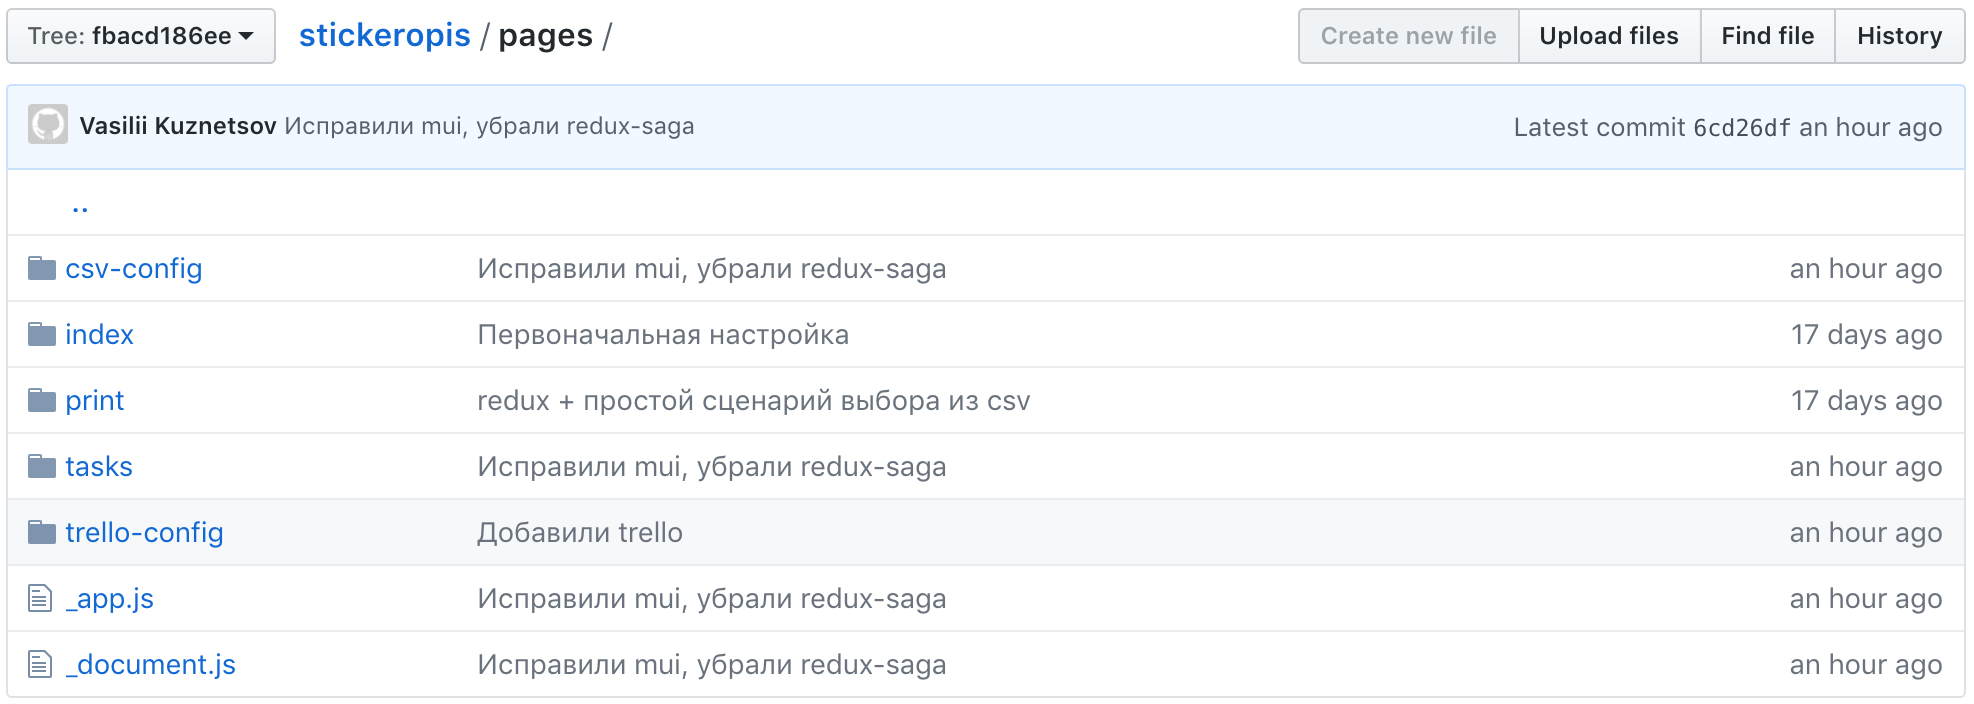 Tree: fbacd186ee stickeropis / pages / Create new file Upload files Find file History
Vasilii Kuznetsov Исправили mui, убрали redux-saga Latest commit 6cd26df an hour ago
..
csv-config Исправили mui, убрали redux-saga an hour ago
index Первоначальная настройка 17 days ago
print redux + простой сценарий выбора из csv 17 days ago
tasks Исправили mui, убрали redux-saga an hour ago
trello-config Добавили trello an hour ago
_app.js Исправили mui, убрали redux-saga an hour ago
_document.js Исправили mui, убрали redux-saga an hour ago